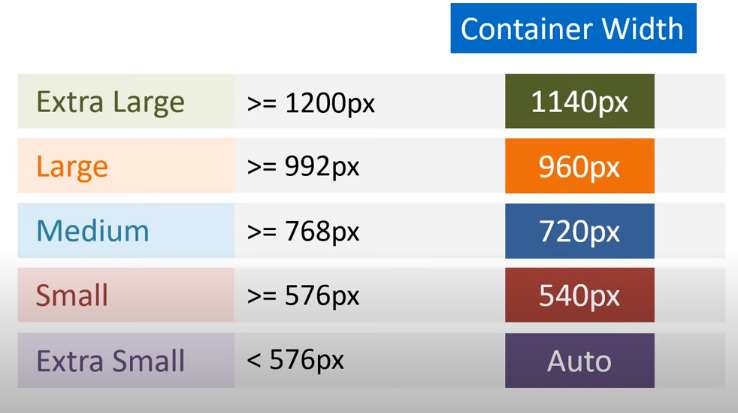 Container Width
Extra Large >= 1200px 1140px
Large >= 992px 960px
Medium >= 768px 720px
Small >= 576px 540px
Extra Small < 576px Auto